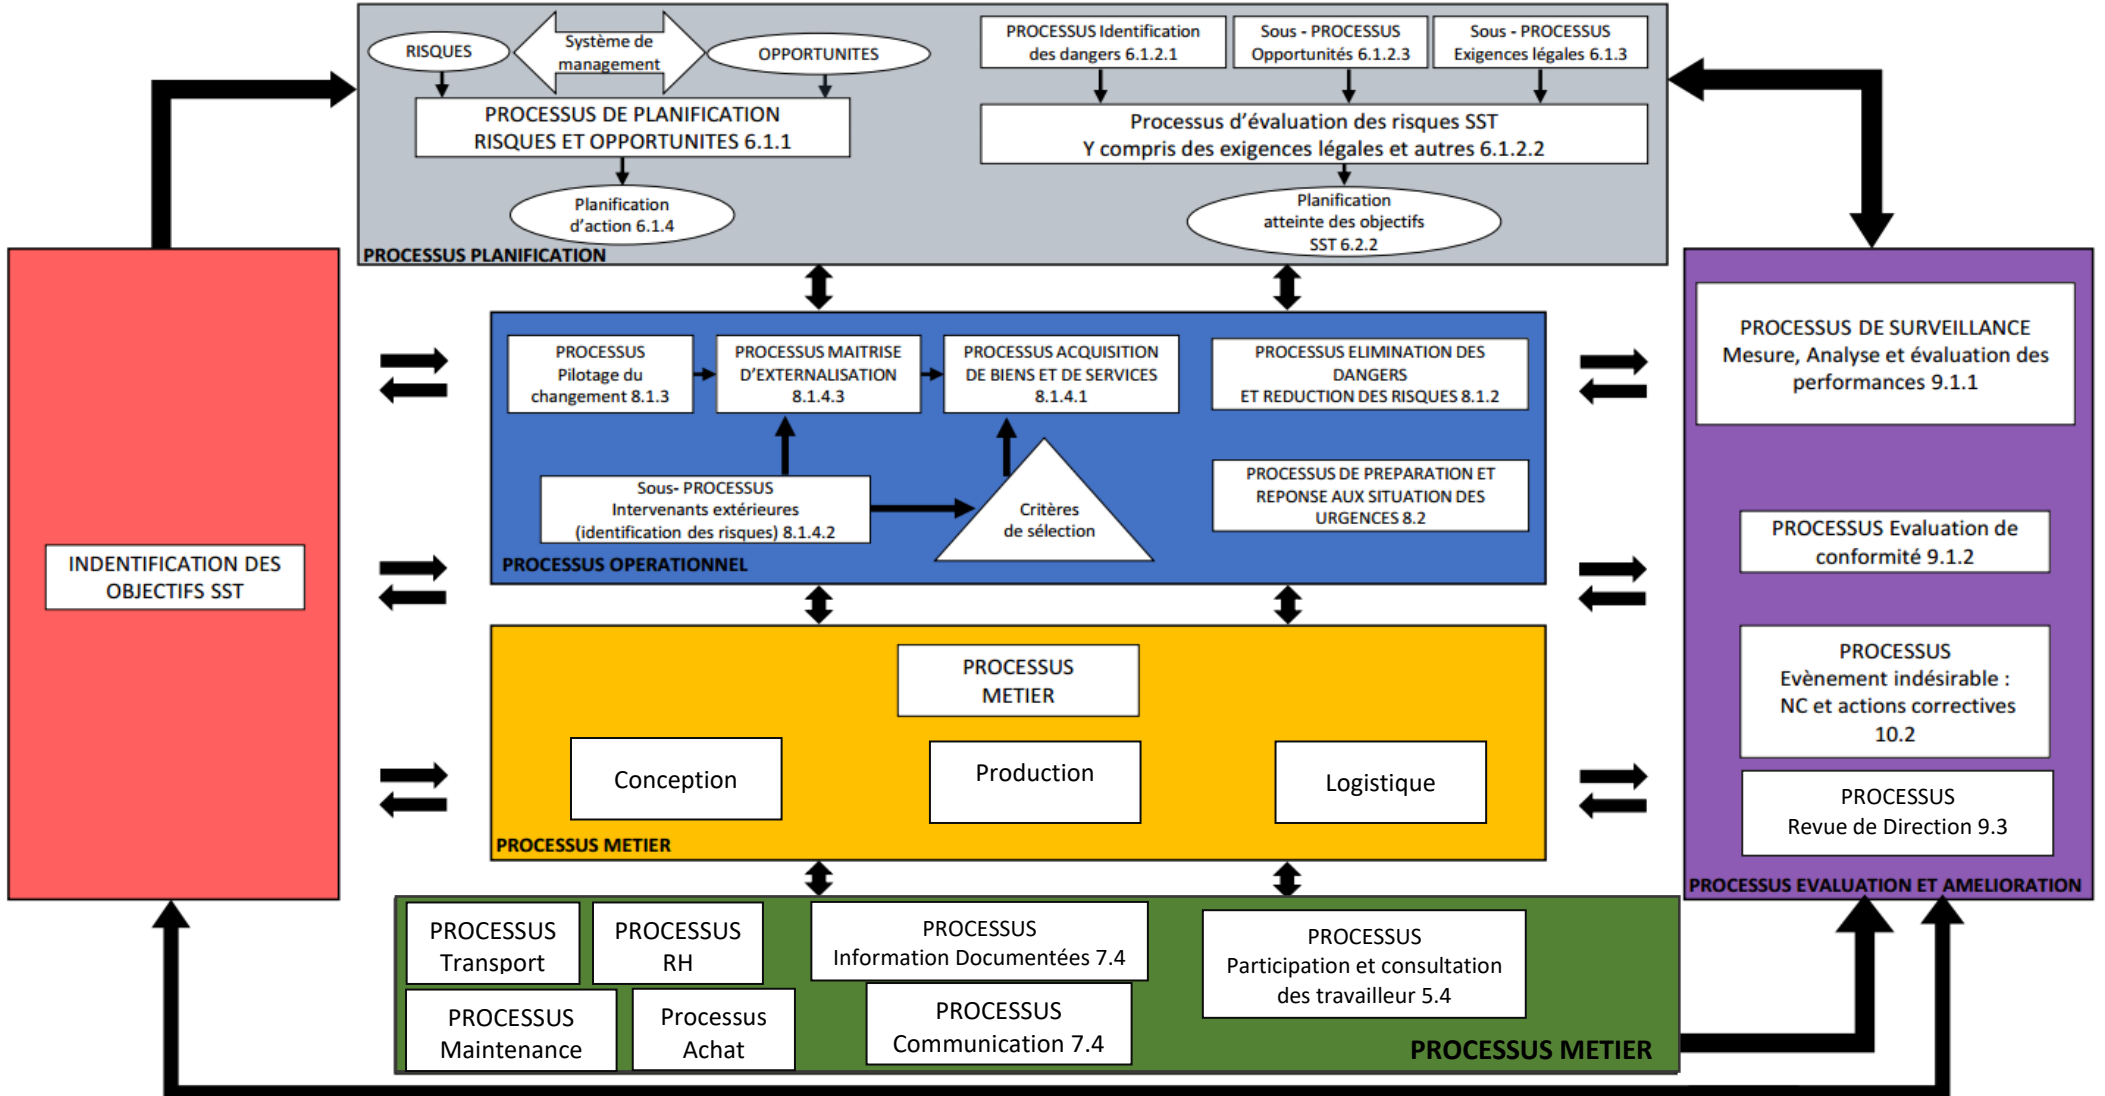 RISQUES
Système de
management
OPPORTUNITES
PROCESSUS DE PLANIFICATION
RISQUES ET OPPORTUNITES 6.1.1
Planification
d'action 6.1.4
PROCESSUS Identification
des dangers 6.1.2.1
Sous - PROCESSUS
Opportunités 6.1.2.3
Sous - PROCESSUS
Exigences légales 6.1.3
Processus d'évaluation des risques SST
Y compris des exigences légales et autres 6.1.2.2
Planification
atteinte des objectifs
SST 6.2.2
PROCESSUS PLANIFICATION
INDENTIFICATION DES
OBJECTIFS SST
PROCESSUS
Pilotage du
changement 8.1.3
PROCESSUS MAITRISE
D'EXTERNALISATION
8.1.4.3
PROCESSUS ACQUISITION
DE BIENS ET DE SERVICES
8.1.4.1
PROCESSUS ELIMINATION DES
DANGERS
ET REDUCTION DES RISQUES 8.1.2
Sous- PROCESSUS
Intervenants extérieures
(identification des risques) 8.1.4.2
Critères
de sélection
PROCESSUS DE PREPARATION ET
REPONSE AUX SITUATION DES
URGENCES 8.2
PROCESSUS OPERATIONNEL
PROCESSUS
METIER
Conception
Production
Logistique
PROCESSUS METIER
PROCESSUS
Transport
PROCESSUS
RH
PROCESSUS
Information Documentées 7.4
PROCESSUS
Participation et consultation
des travailleur 5.4
PROCESSUS
Maintenance
Processus
Achat
PROCESSUS
Communication 7.4
PROCESSUS METIER
PROCESSUS DE SURVEILLANCE
Mesure, Analyse et évaluation des
performances 9.1.1
PROCESSUS Evaluation de
conformité 9.1.2
PROCESSUS
Evènement indésirable :
NC et actions correctives
10.2
PROCESSUS
Revue de Direction 9.3
PROCESSUS EVALUATION ET AMELIORATION